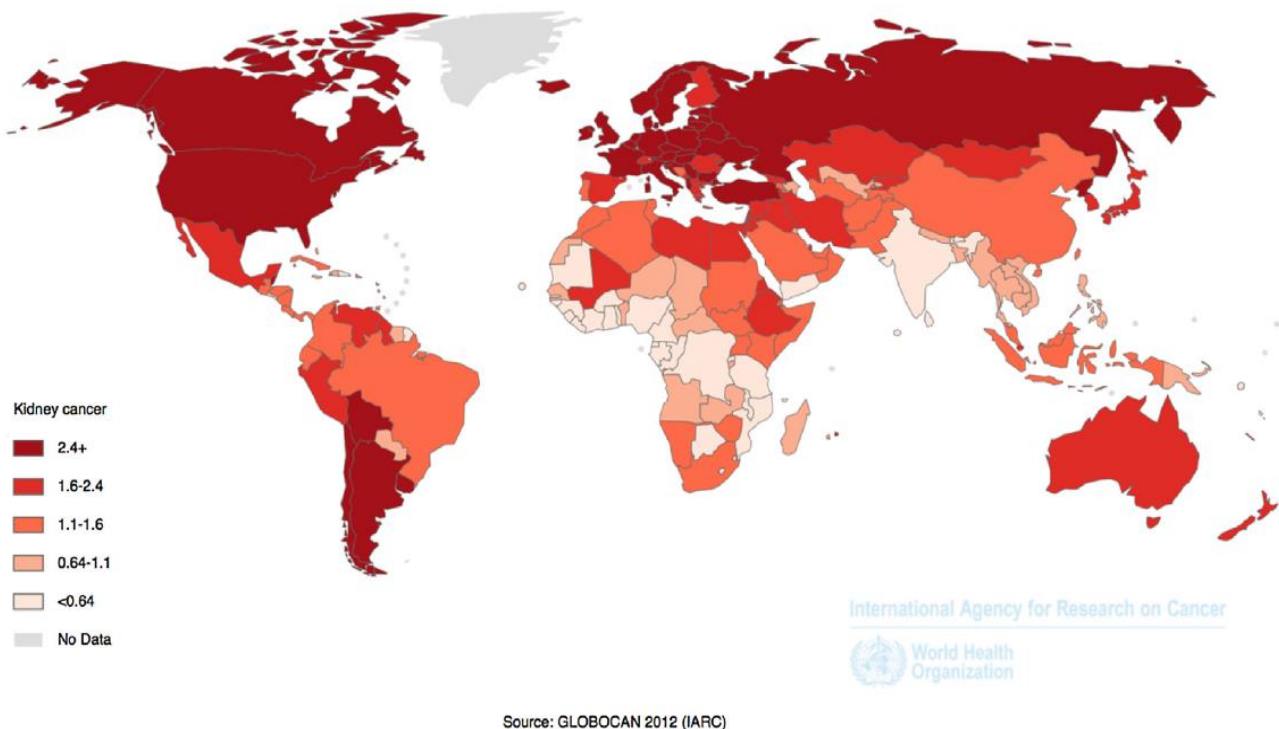 Kidney cancer
2.4+
1.6-2.4
1.1-1.6
0.64-1.1
<0.64
No Data
International Agency for Research on Cancer
World Health
Organization
Source: GLOBOCAN 2012 (IARC)